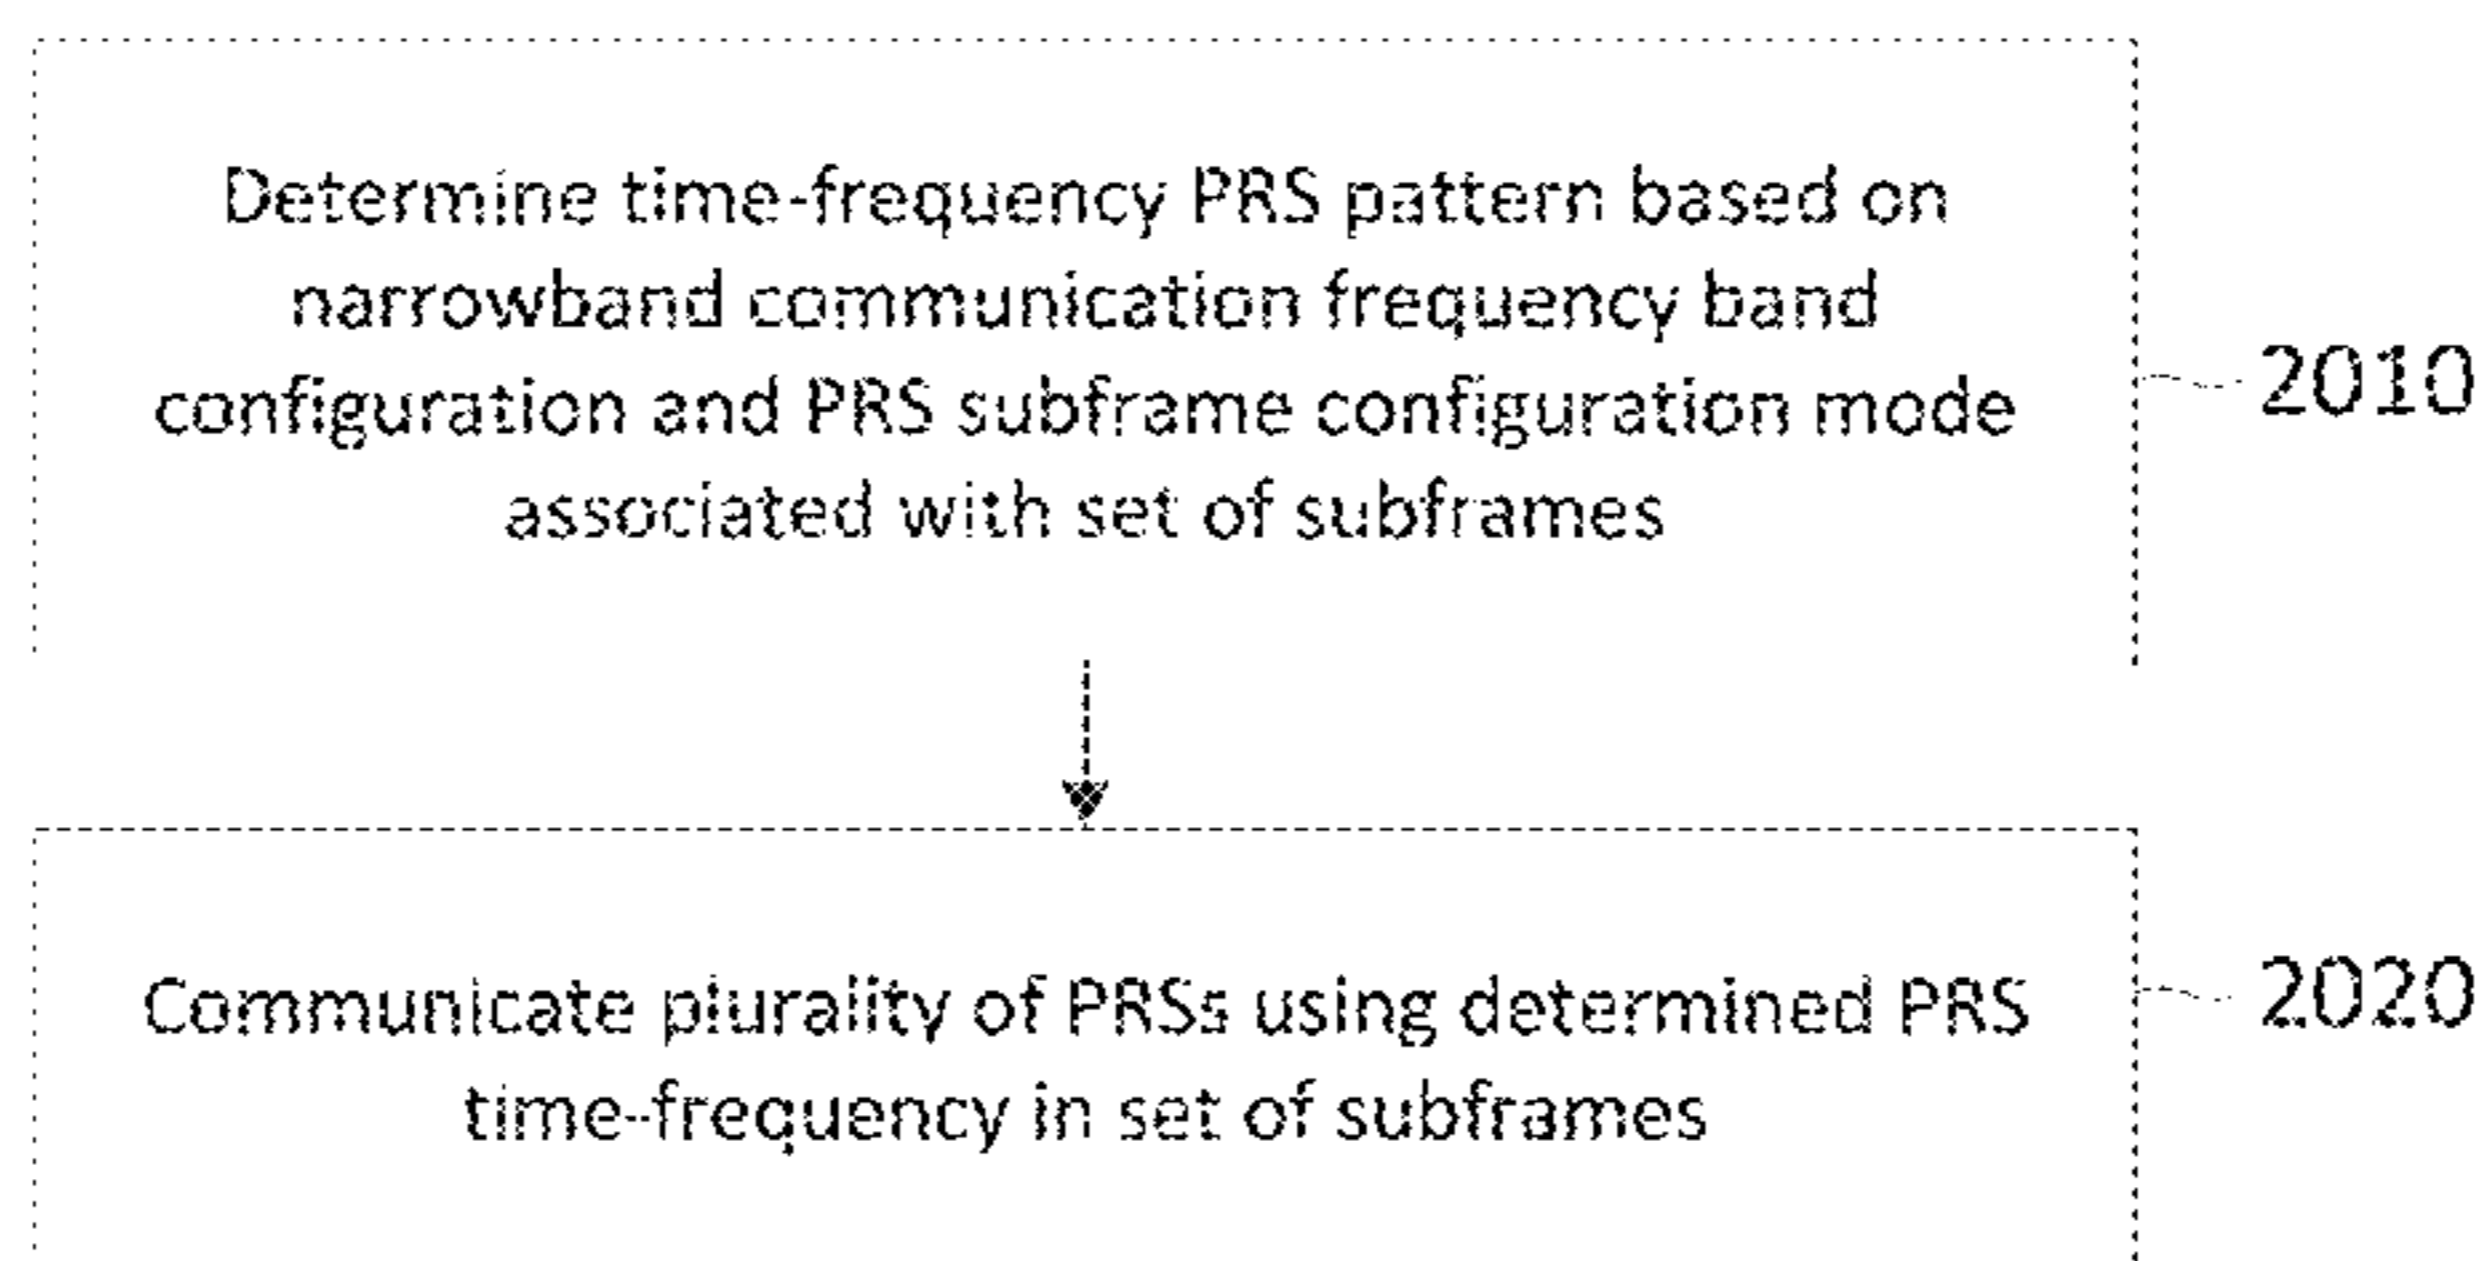 Determine time-frequency PRS pattern based on
narrowband communication frequency band
configuration and PRS subframe configuration mode
associated with set of subframes
2010
Communicate plurality of PRSs using determined PRS
time-frequency in set of subframes
2020